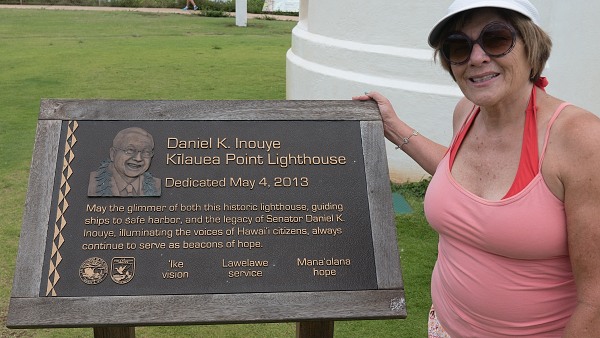 Daniel K. Inouye
Kīlauea Point Lighthouse
Dedicated May 4, 2013
May the glimmer of both this historic lighthouse, guiding
ships to safe harbor, and the legacy of Senator Daniel K.
Inouye, illuminating the voices of Hawai'i citizens, always
continue to serve as beacons of hope.
'Ike Lawelawe Mana'olana
vision service hope